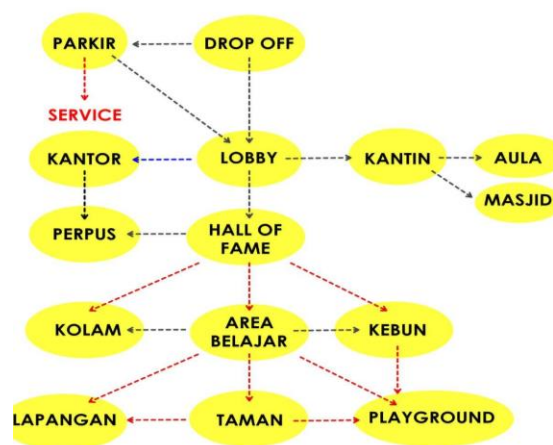 PARKIR
DROP OFF
SERVICE
KANTOR
LOBBY
KANTIN
AULA
MASJID
PERPUS
HALL OF
FAME
KOLAM
AREA
BELAJAR
KEBUN
LAPANGAN
TAMAN
PLAYGROUND